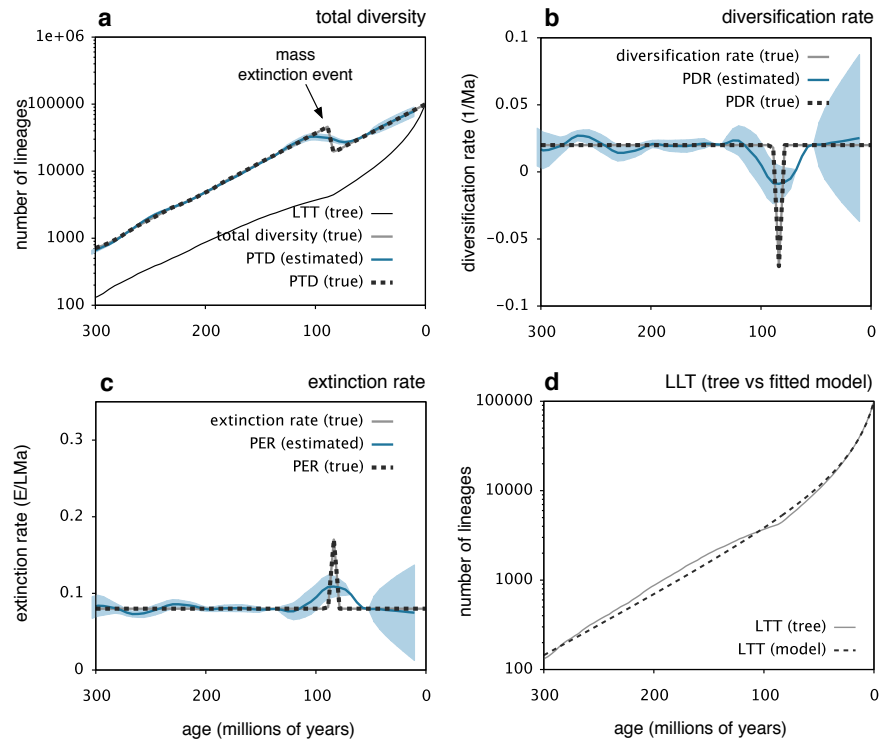 a total diversity
number of lineages
1e+06
100000
10000
1000
100
mass
extinction event
LTT (tree)
total diversity (true)
PTD (estimated)
PTD (true)
300 200 100 0
b diversification rate
diversification rate (1/Ma)
0.1
0.05
0
−0.05
−0.1
diversification rate (true)
PDR (estimated)
PDR (true)
300 200 100 0
c extinction rate
extinction rate (E/LMa)
0.3
0.2
0.1
0
extinction rate (true)
PER (estimated)
PER (true)
300 200 100 0
age (millions of years)
d LLT (tree vs fitted model)
number of lineages
100000
10000
1000
100
LTT (tree)
LTT (model)
300 200 100 0
age (millions of years)